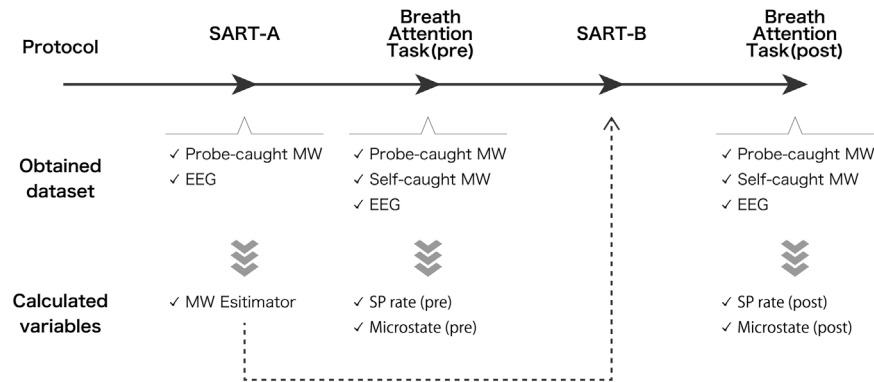 Protocol
SART-A
Breath
Attention
Task(pre)
SART-B
Breath
Attention
Task(post)
Obtained
dataset
✓ Probe-caught MW
✓ EEG
✓ Probe-caught MW
✓ Self-caught MW
✓ EEG
✓ Probe-caught MW
✓ Self-caught MW
✓ EEG
Calculated
variables
✓ MW Esitimator
✓ SP rate (pre)
✓ Microstate (pre)
✓ SP rate (post)
✓ Microstate (post)